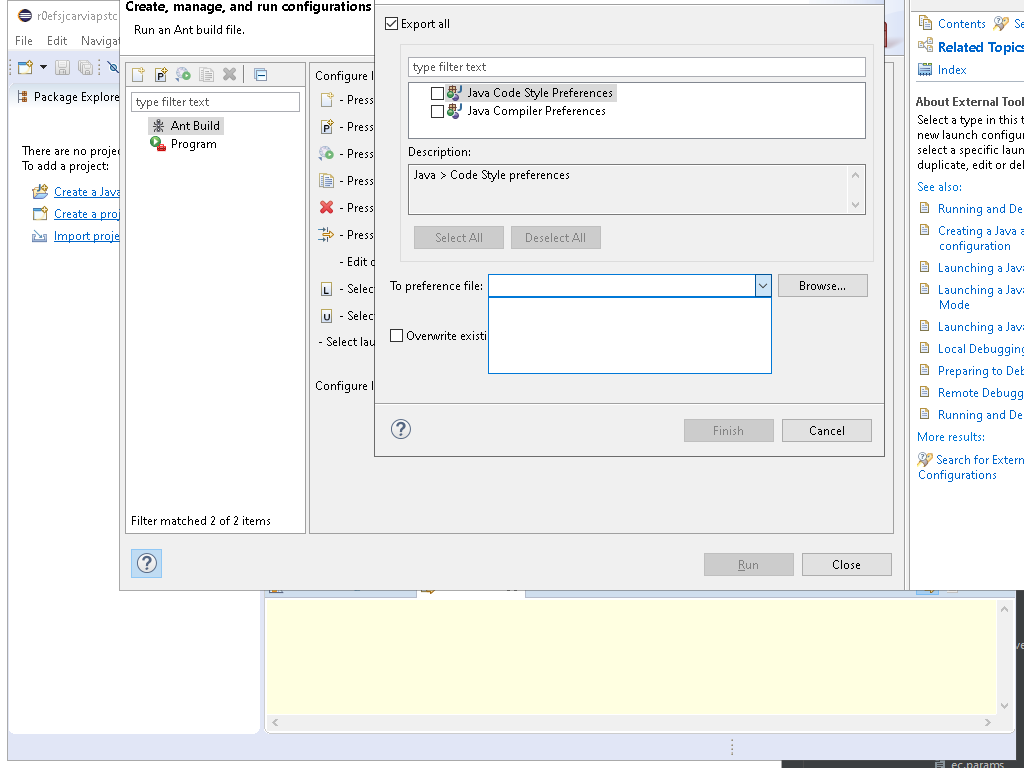 r0efsjcarviapstc
File Edit Navigat
Package Explore
There are no projec
To add a project:
Create a Java
Create a proj
Import proje
Create, manage, and run configurations
Run an Ant build file.
type filter text
Ant Build
Program
Filter matched 2 of 2 items
Configure l
- Press
- Press
- Press
- Press
- Press
- Press
- Edit
- Selec
- Selec
- Select lau
Configure l
Export all
type filter text
Java Code Style Preferences
Java Compiler Preferences
Description:
Java > Code Style preferences
Select All Deselect All
To preference file: Browse...
Overwrite existi
Finish Cancel
Run Close
Contents Se
Related Topics
Index
About External Tool
Select a type in this t
new launch configur
select a specific laun
duplicate, edit or del
See also:
Running and De
Creating a Java a
configuration
Launching a Java
Launching a Java
Mode
Launching a Java
Local Debugging
Preparing to Deb
Remote Debugg
Running and De
More results:
Search for Extern
Configurations
ec.params